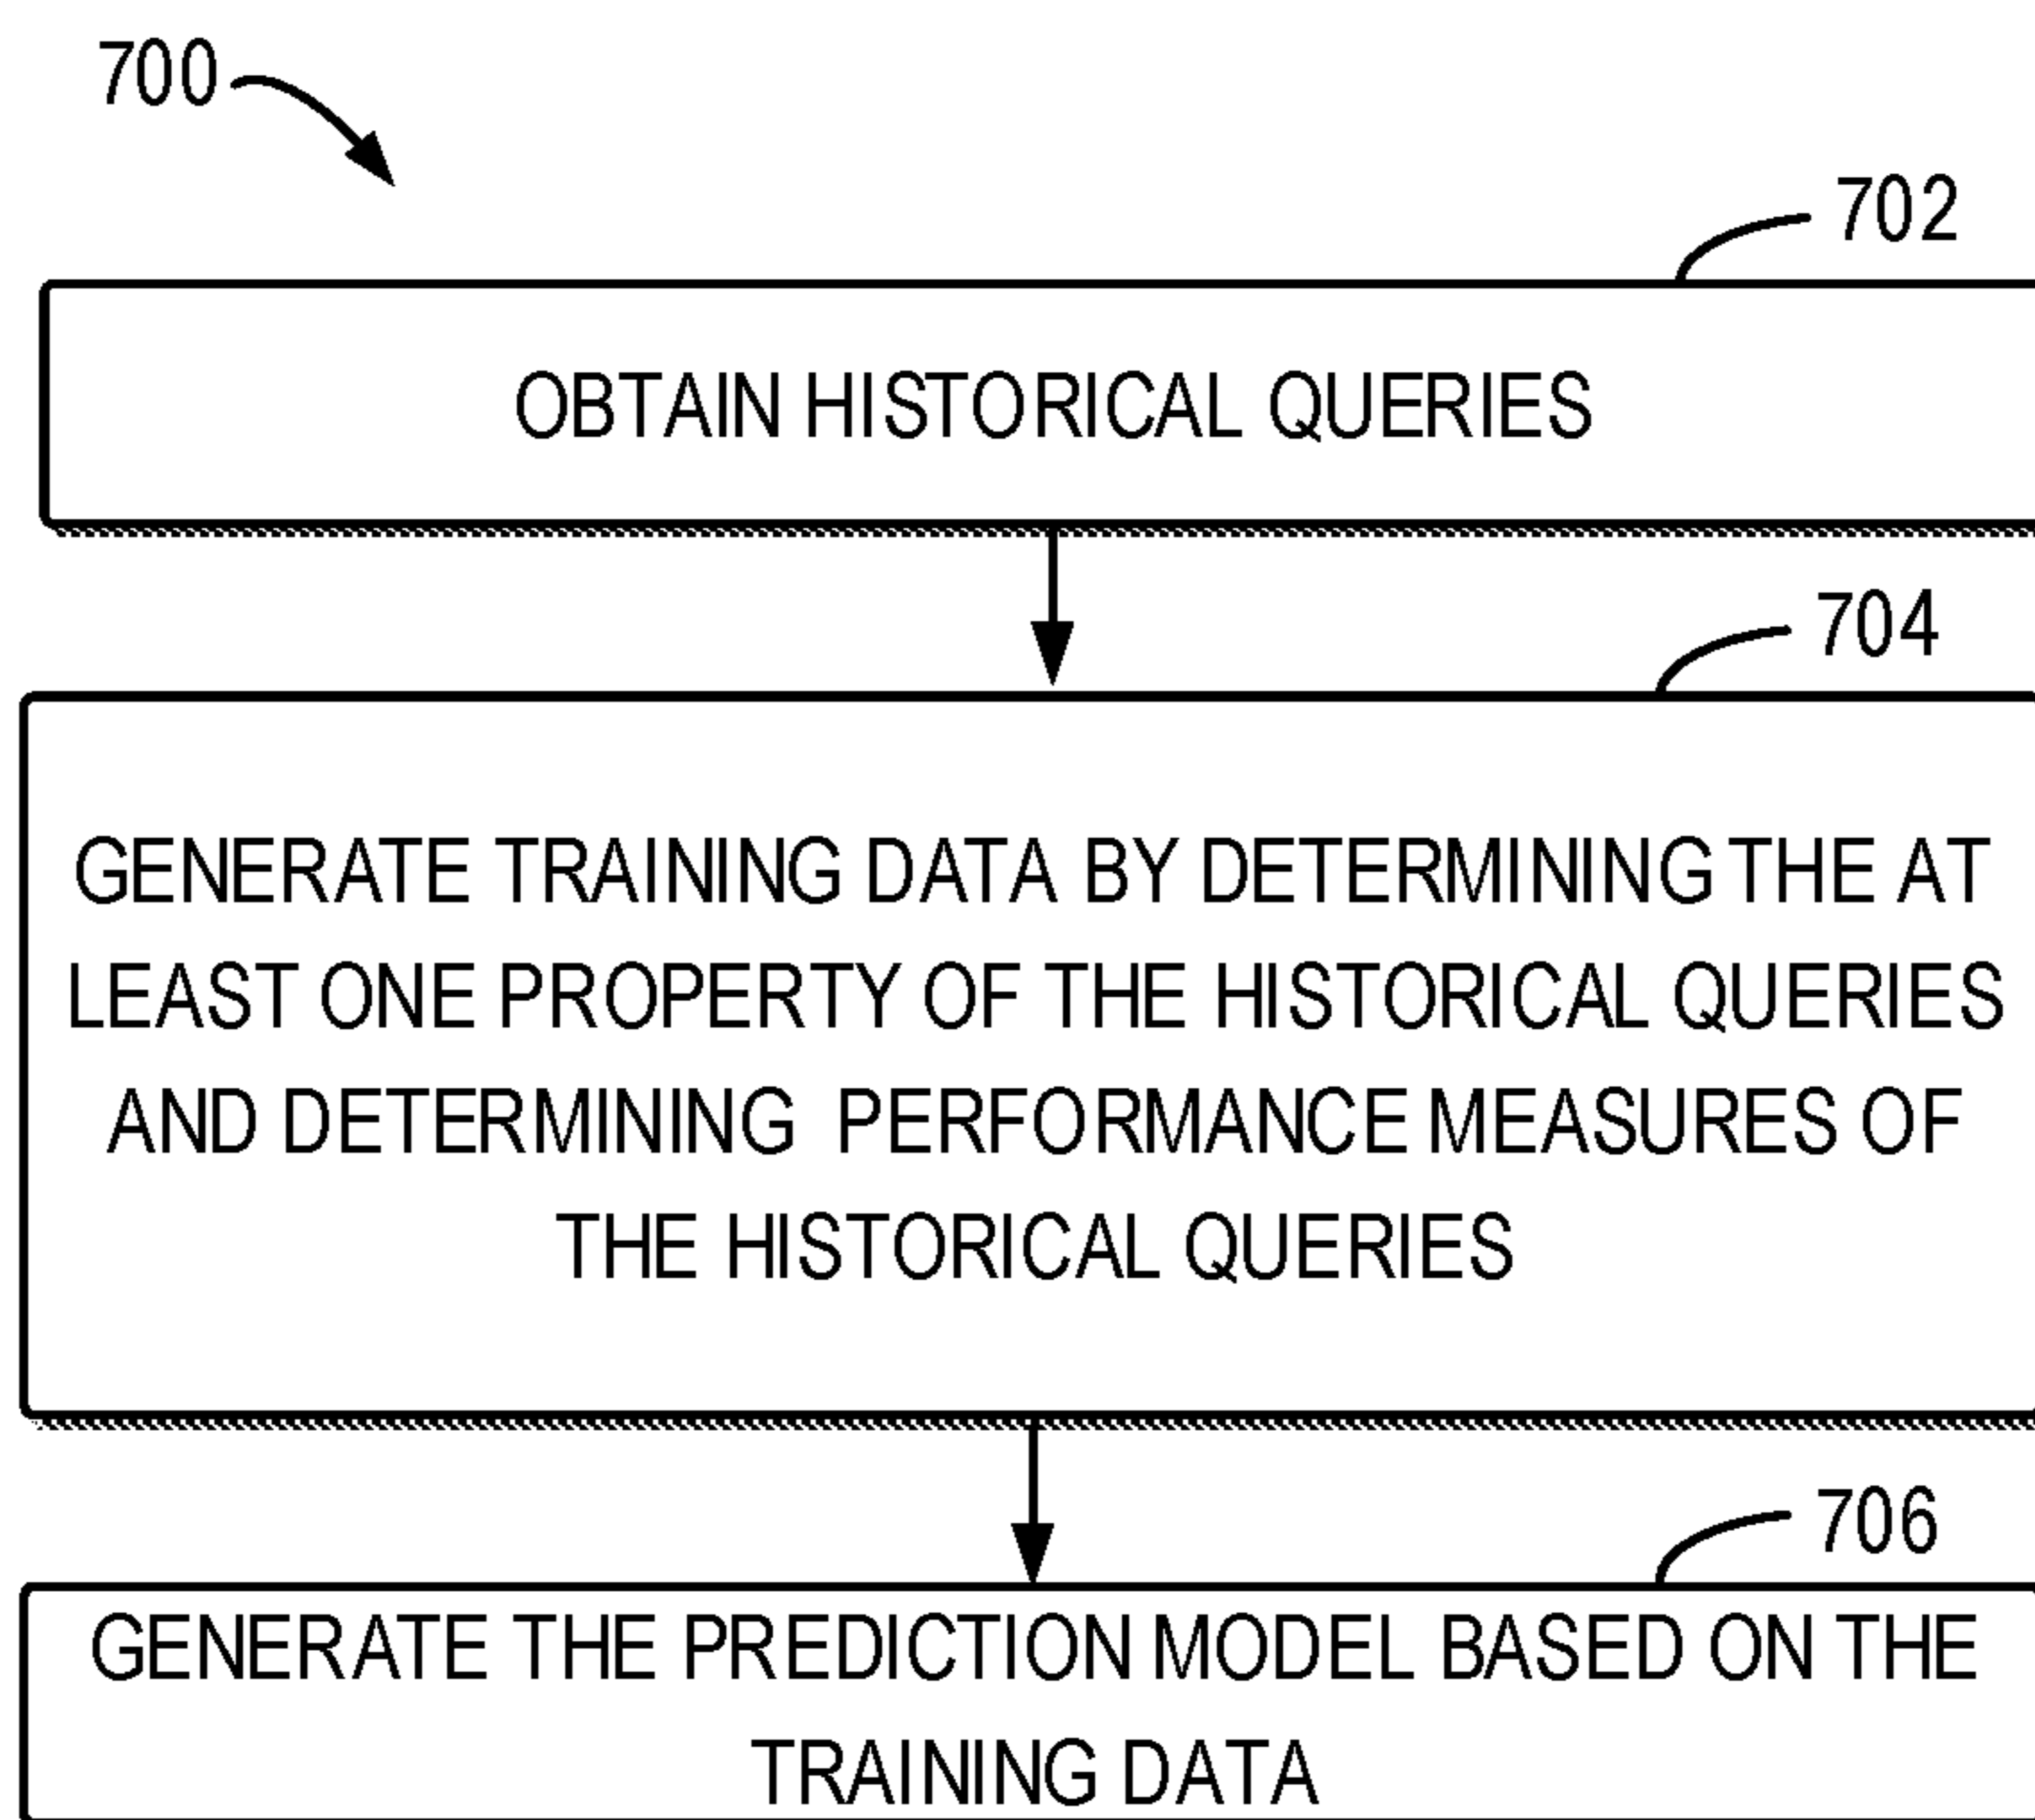 700
702
OBTAIN HISTORICAL QUERIES
704
GENERATE TRAINING DATA BY DETERMINING THE AT
LEAST ONE PROPERTY OF THE HISTORICAL QUERIES
AND DETERMINING PERFORMANCE MEASURES OF
THE HISTORICAL QUERIES
706
GENERATE THE PREDICTION MODEL BASED ON THE
TRAINING DATA